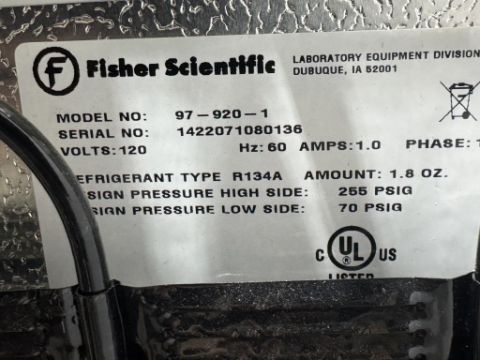 Fisher Scientific
LABORATORY EQUIPMENT DIVISION
DUBUQUE, IA 52001
MODEL NO: 97-920-1
SERIAL NO: 1422071080136
VOLTS:120 Hz:60 AMPS:1.0 PHASE:
EFRIGERANT TYPE R134A AMOUNT: 1.8 OZ.
SIGN PRESSURE HIGH SIDE: 255 PSIG
SIGN PRESSURE LOW SIDE: 70 PSIG
C UL US
LISTED